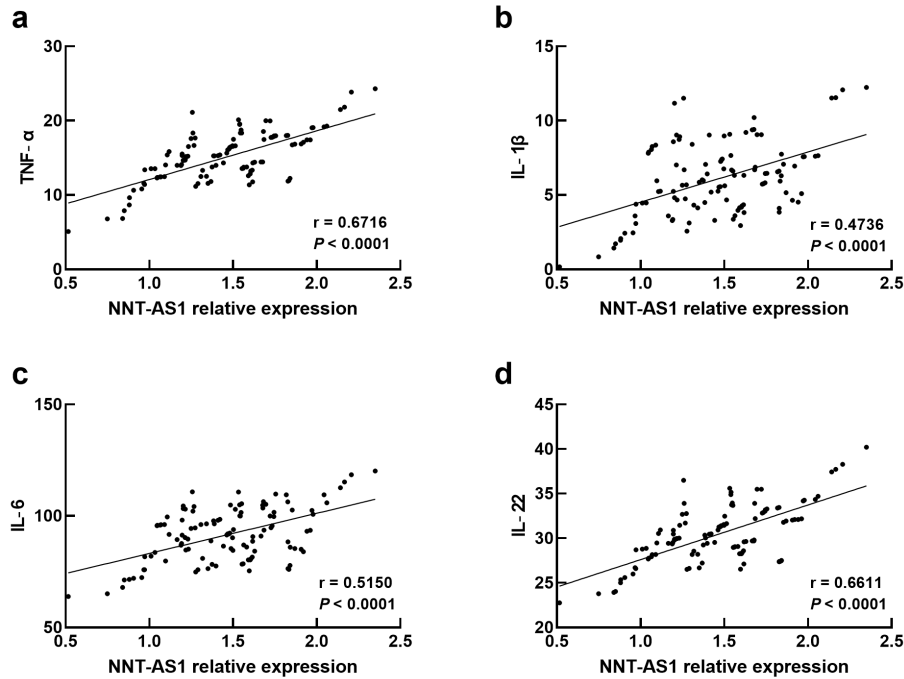 a
30
20
10
0
TNF- α
r = 0.6716
P < 0.0001
0.5 1.0 1.5 2.0 2.5
NNT-AS1 relative expression
b
15
10
5
0
IL- 1β
r = 0.4736
P < 0.0001
0.5 1.0 1.5 2.0 2.5
NNT-AS1 relative expression
c
150
100
50
IL- 6
r = 0.5150
P < 0.0001
0.5 1.0 1.5 2.0 2.5
NNT-AS1 relative expression
d
45
40
35
30
25
20
IL- 22
r = 0.6611
P < 0.0001
0.5 1.0 1.5 2.0 2.5
NNT-AS1 relative expression